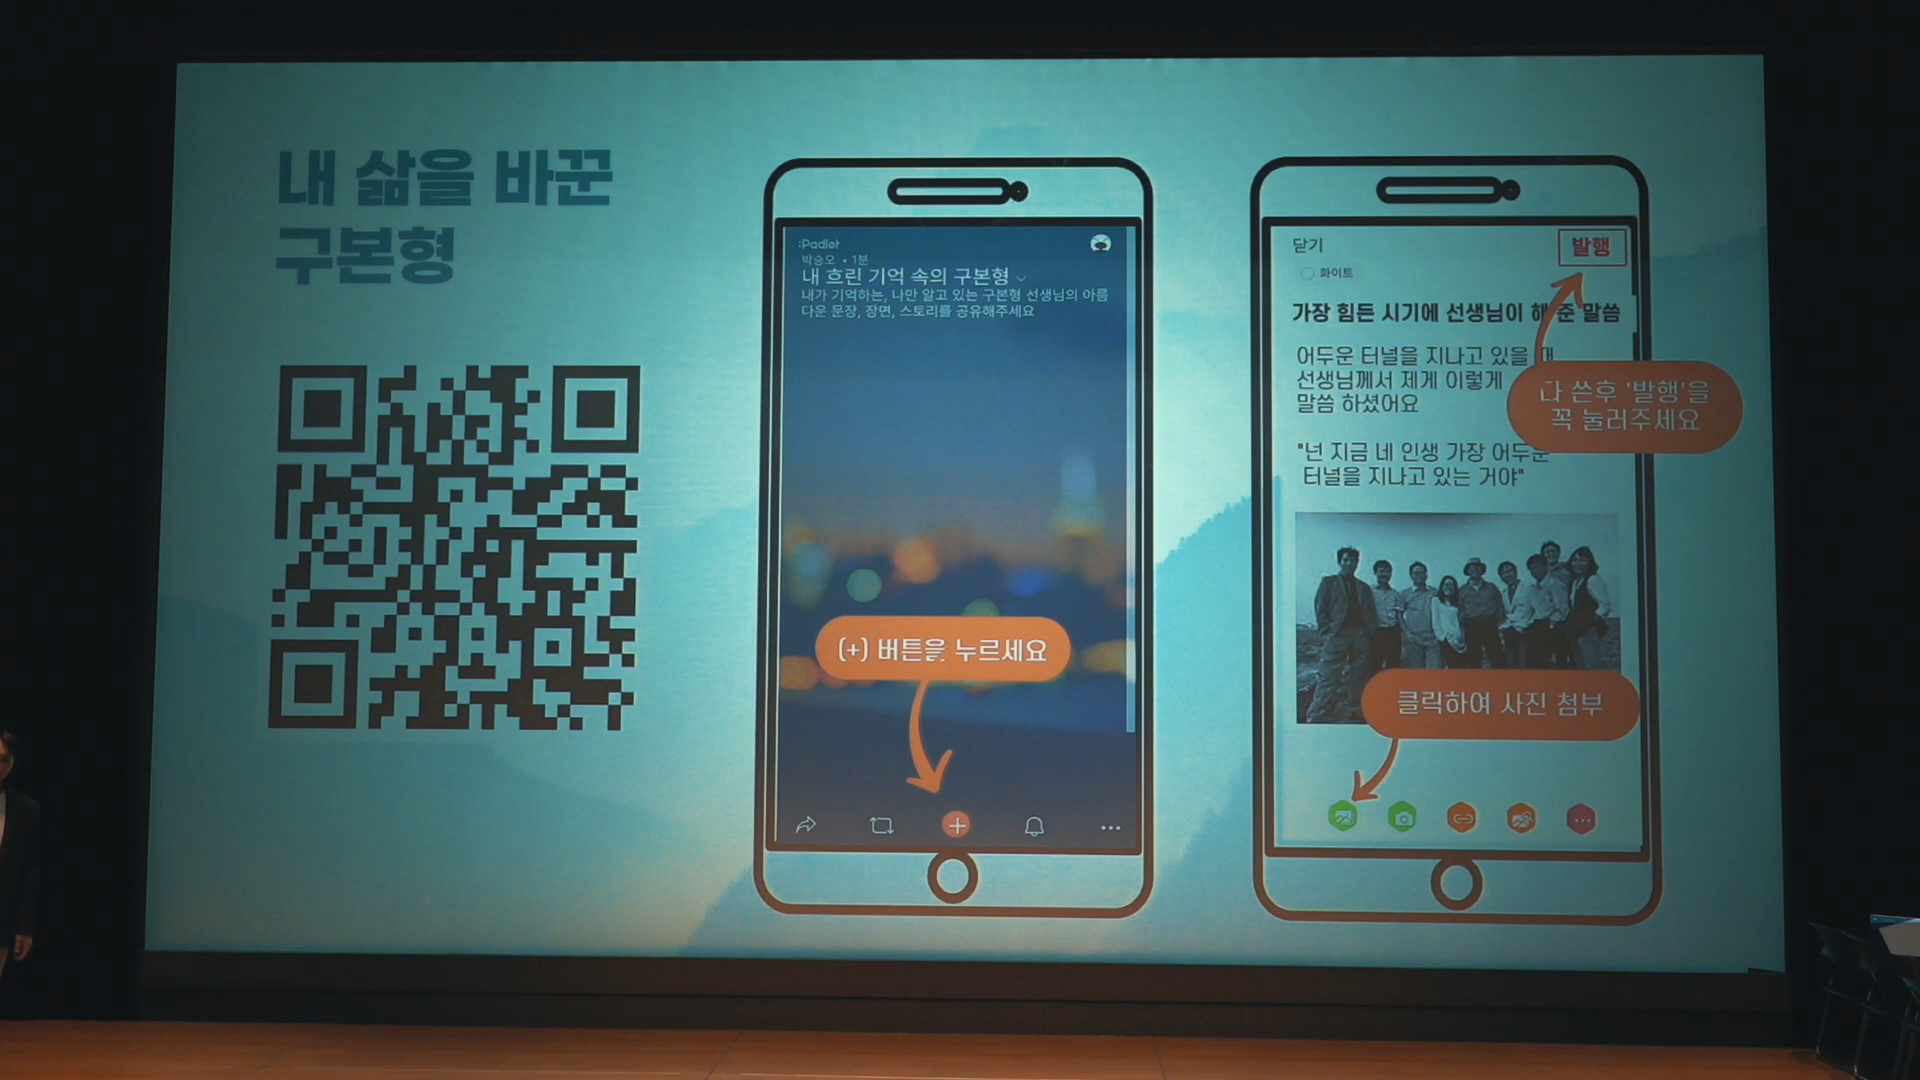 내 삶을 바꾼
구본형
:Padlet
박승오 • 1분
내 흐린 기억 속의 구본형
내가 기억하는, 나만 알고 있는 구본형 선생님의 아름
다운 문장, 장면, 스토리를 공유해주세요
(+) 버튼을 누르세요
닫기
발행
화이트
가장 힘든 시기에 선생님이 해 준 말씀
어두운 터널을 지나고 있을 때
선생님께서 제게 이렇게
말씀 하셨어요
다 쓴후 '발행'을
꼭 눌러주세요
"넌 지금 네 인생 가장 어두운
터널을 지나고 있는 거야"
클릭하여 사진 첨부